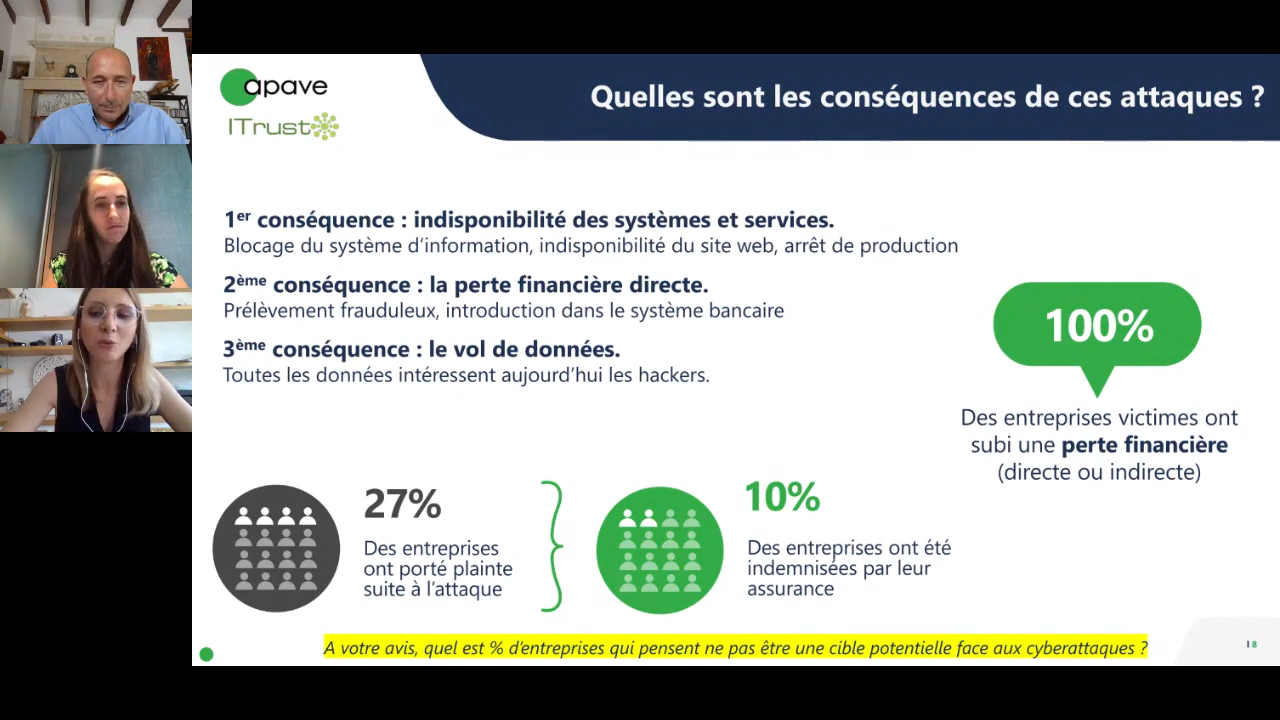 apave
ITrust
Quelles sont les conséquences de ces attaques ?
1er conséquence : indisponibilité des systèmes et services.
Blocage du système d’information, indisponibilité du site web, arrêt de production
2ème conséquence : la perte financière directe.
Prélèvement frauduleux, introduction dans le système bancaire
3ème conséquence : le vol de données.
Toutes les données intéressent aujourd’hui les hackers.
100%
Des entreprises victimes ont
subi une perte financière
(directe ou indirecte)
27%
Des entreprises
ont porté plainte
suite à l’attaque
10%
Des entreprises ont été
indemnisées par leur
assurance
A votre avis, quel est % d’entreprises qui pensent ne pas être une cible potentielle face aux cyberattaques ?
I 8